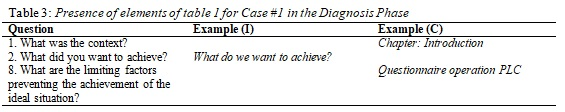 Table 3: Presence of elements of table 1 for Case #1 in the Diagnosis Phase
Question Example (I) Example (C)
1. What was the context? Chapter: Introduction
2. What did you want to achieve? What do we want to achieve?
8. What are the limiting factors Questionnaire operation PLC
preventing the achievement of the
ideal situation?